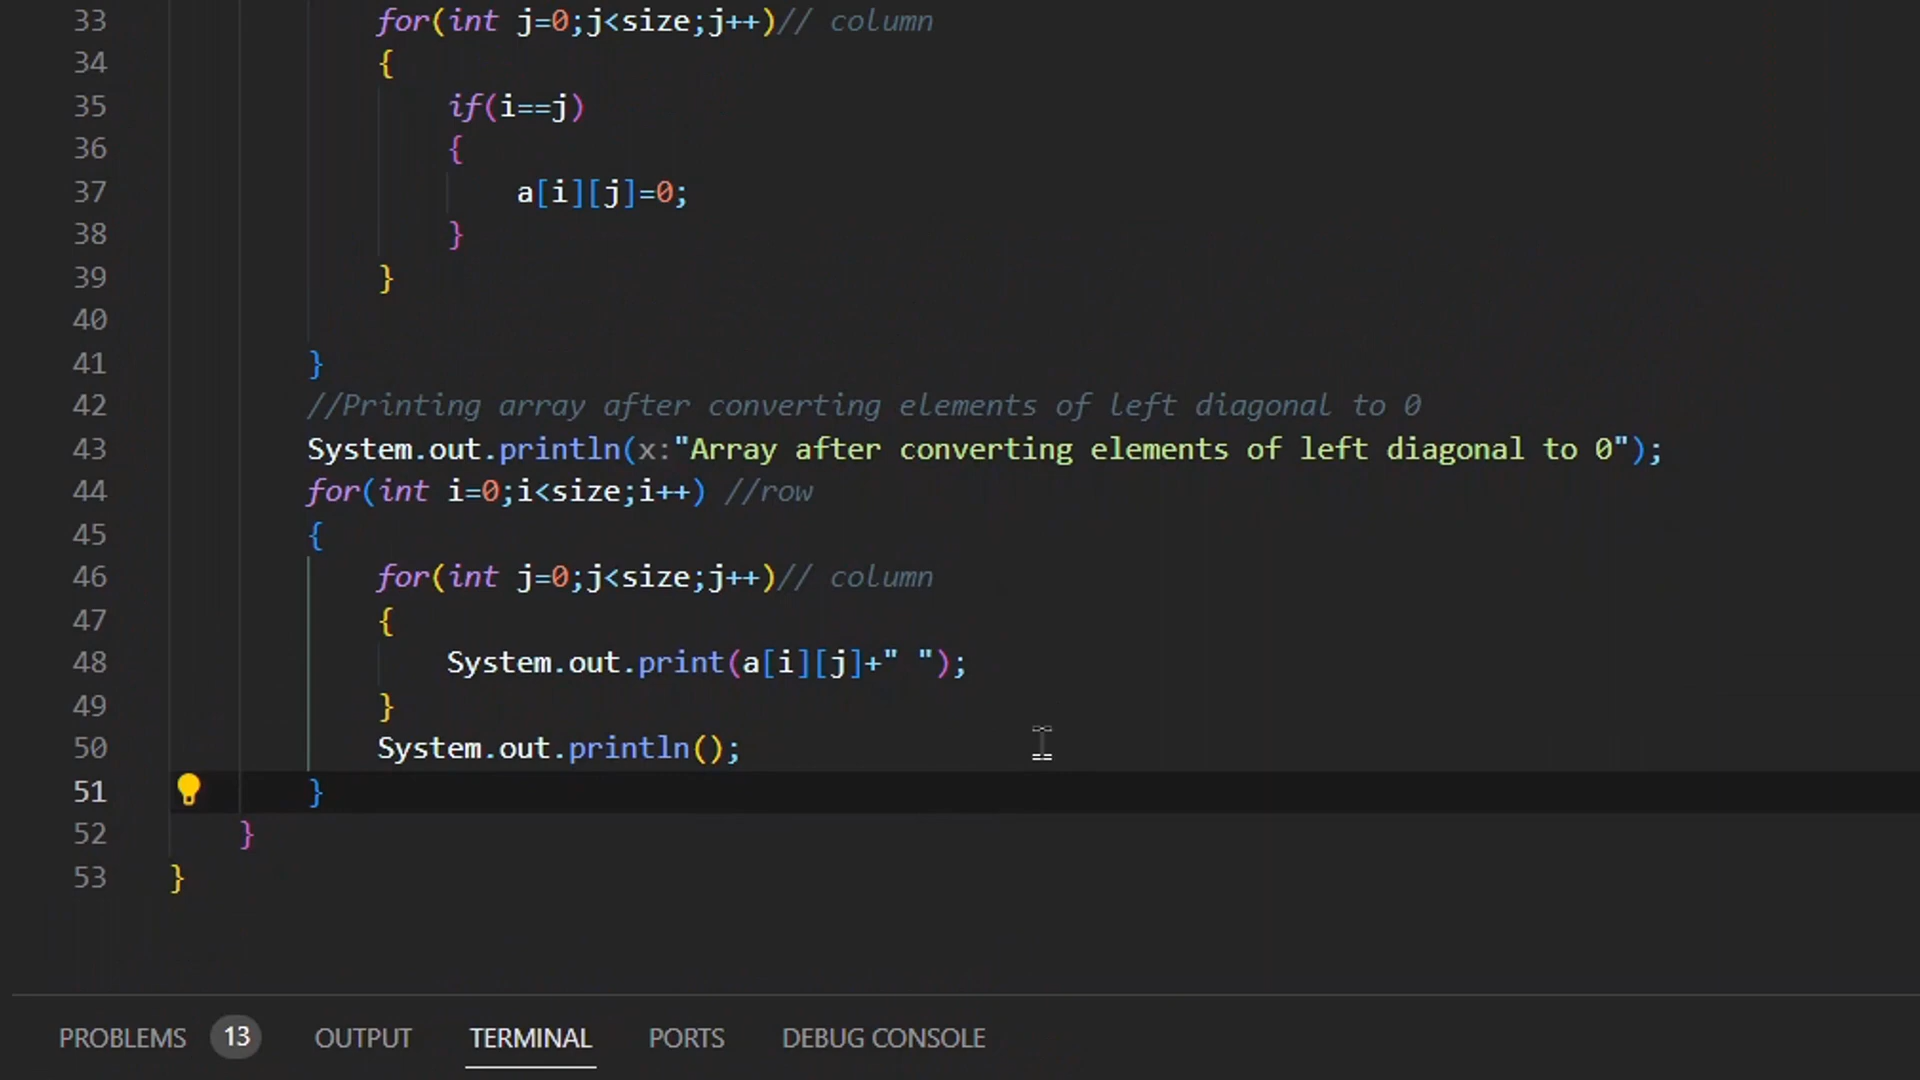 33 for(int j=0;j<size;j++)// column
34 {
35 if(i==j)
36 {
37 a[i][j]=0;
38 }
39 }
40
41 }
42 //Printing array after converting elements of left diagonal to 0
43 System.out.println(x:"Array after converting elements of left diagonal to 0");
44 for(int i=0;i<size;i++) //row
45 {
46 for(int j=0;j<size;j++)// column
47 {
48 System.out.print(a[i][j]+" ");
49 }
50 System.out.println();
51 }
52 }
53 }
PROBLEMS 13 OUTPUT TERMINAL PORTS DEBUG CONSOLE